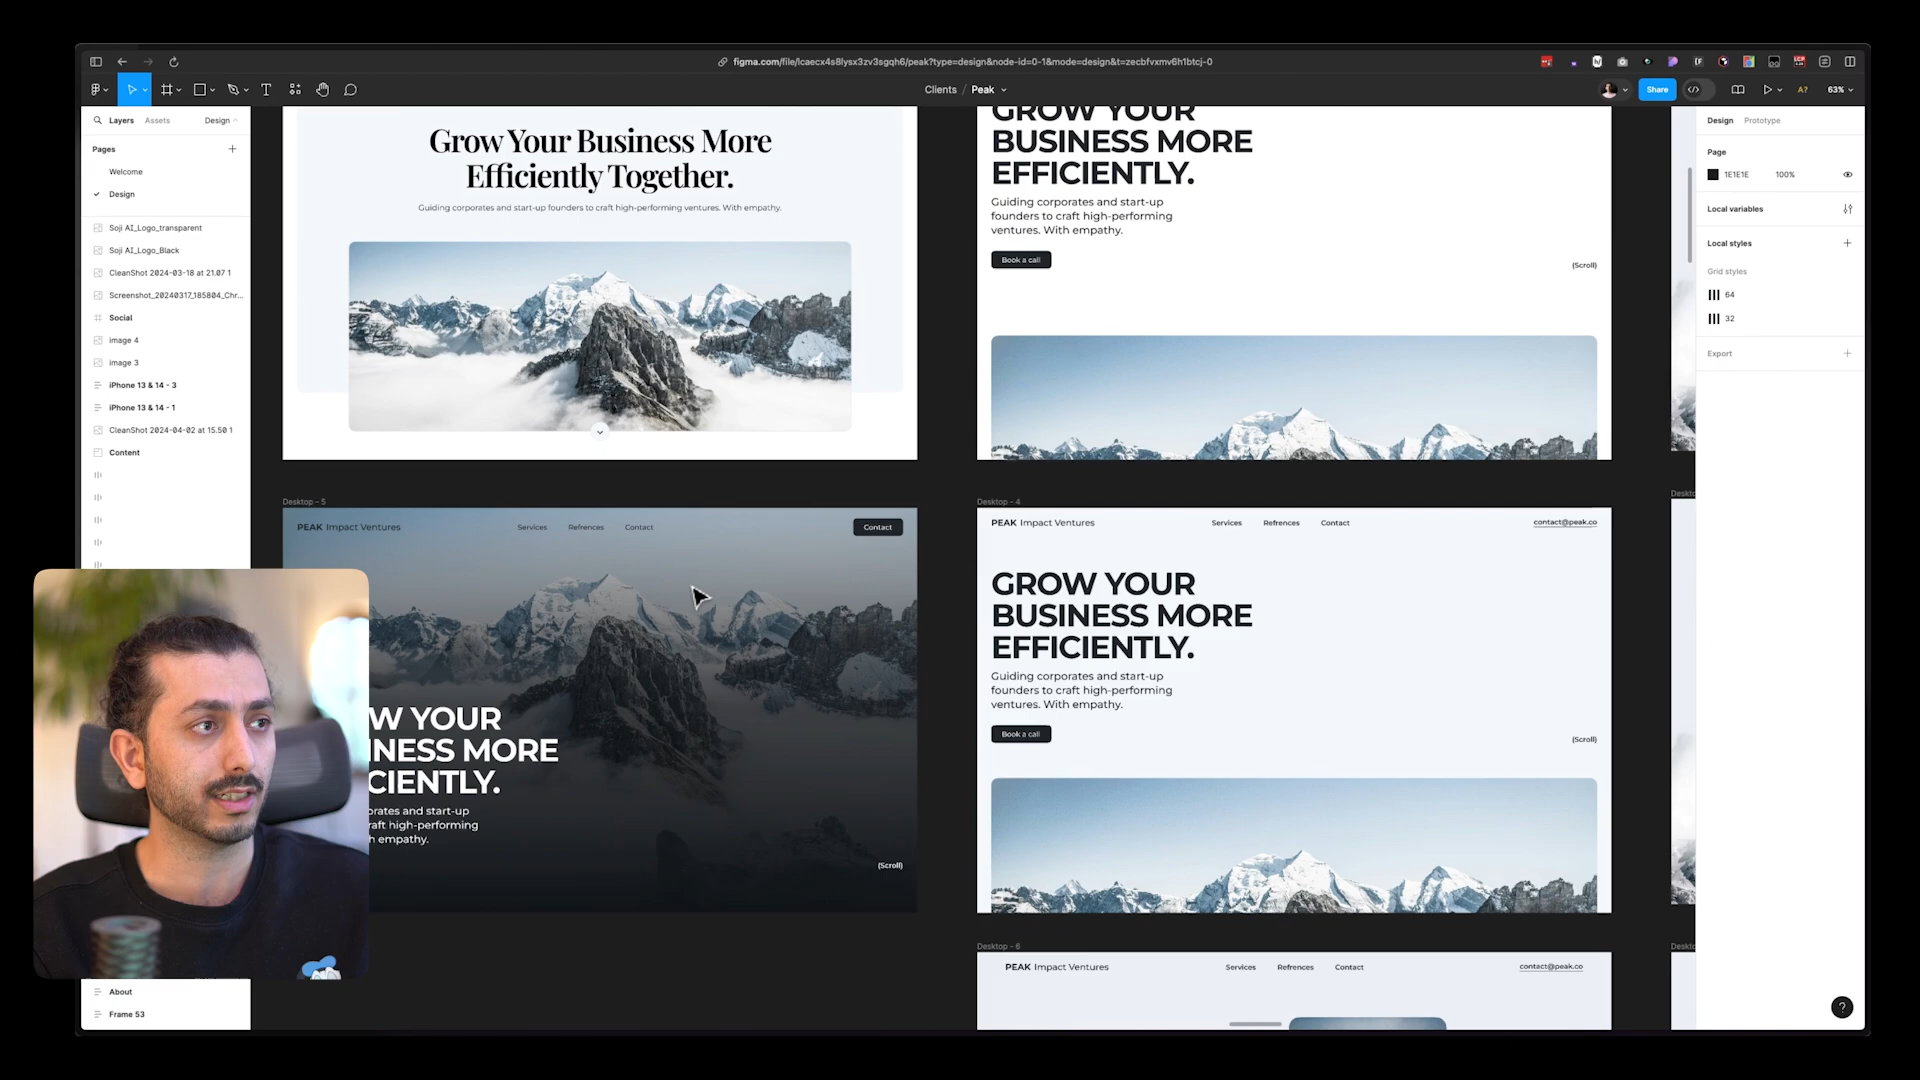 figma.com/file/lcaecx4s8lysx3zv3sgqh6/peak?type=design&node-id=0-1&mode=design&t=zecbfvxmv6h1btcj-0
Clients / Peak
Share
A?
63%
Layers
Assets
Design
Pages
Welcome
Design
Soji AI_Logo_transparent
Soji AI_Logo_Black
CleanShot 2024-03-18 at 21.07 1
Screenshot_20240317_185804_Chr...
Social
image 4
image 3
iPhone 13 & 14 - 3
iPhone 13 & 14 - 1
CleanShot 2024-04-02 at 15.50 1
Content
About
Frame 53
Grow Your Business More
Efficiently Together.
Guiding corporates and start-up founders to craft high-performing ventures. With empathy.
GROW YOUR
BUSINESS MORE
EFFICIENTLY.
Guiding corporates and start-up
founders to craft high-performing
ventures. With empathy.
Book a call
(Scroll)
Desktop - 5
PEAK Impact Ventures
Services
Refrences
Contact
Contact
W YOUR
INESS MORE
CIENTLY.
orates and start-up
raft high-performing
h empathy.
(Scroll)
Desktop - 4
PEAK Impact Ventures
Services
Refrences
Contact
contact@peak.co
GROW YOUR
BUSINESS MORE
EFFICIENTLY.
Guiding corporates and start-up
founders to craft high-performing
ventures. With empathy.
Book a call
(Scroll)
Desktop - 6
PEAK Impact Ventures
Services
Refrences
Contact
contact@peak.co
Deskto
Deskto
Design
Prototype
Page
1E1E1E
100%
Local variables
Local styles
Grid styles
64
32
Export
?